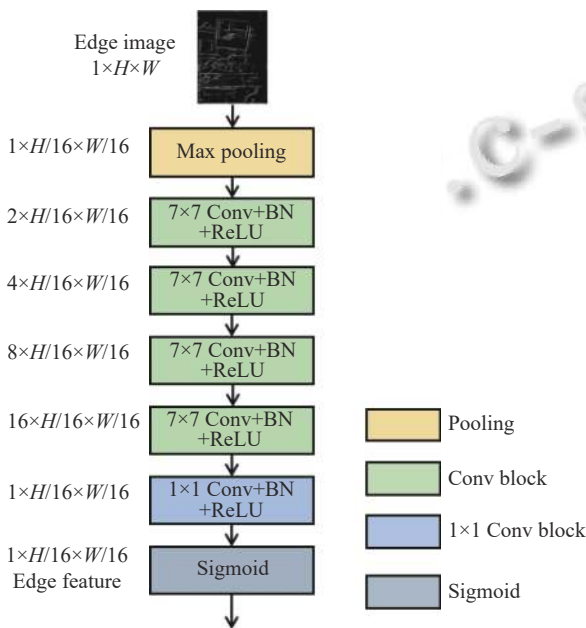 Edge image
1×H×W
1×H/16×W/16
Max pooling
2×H/16×W/16
7×7 Conv+BN
+ReLU
4×H/16×W/16
7×7 Conv+BN
+ReLU
8×H/16×W/16
7×7 Conv+BN
+ReLU
16×H/16×W/16
7×7 Conv+BN
+ReLU
Pooling
Conv block
1×H/16×W/16
1×1 Conv+BN
+ReLU
1×1 Conv block
1×H/16×W/16
Edge feature
Sigmoid
Sigmoid